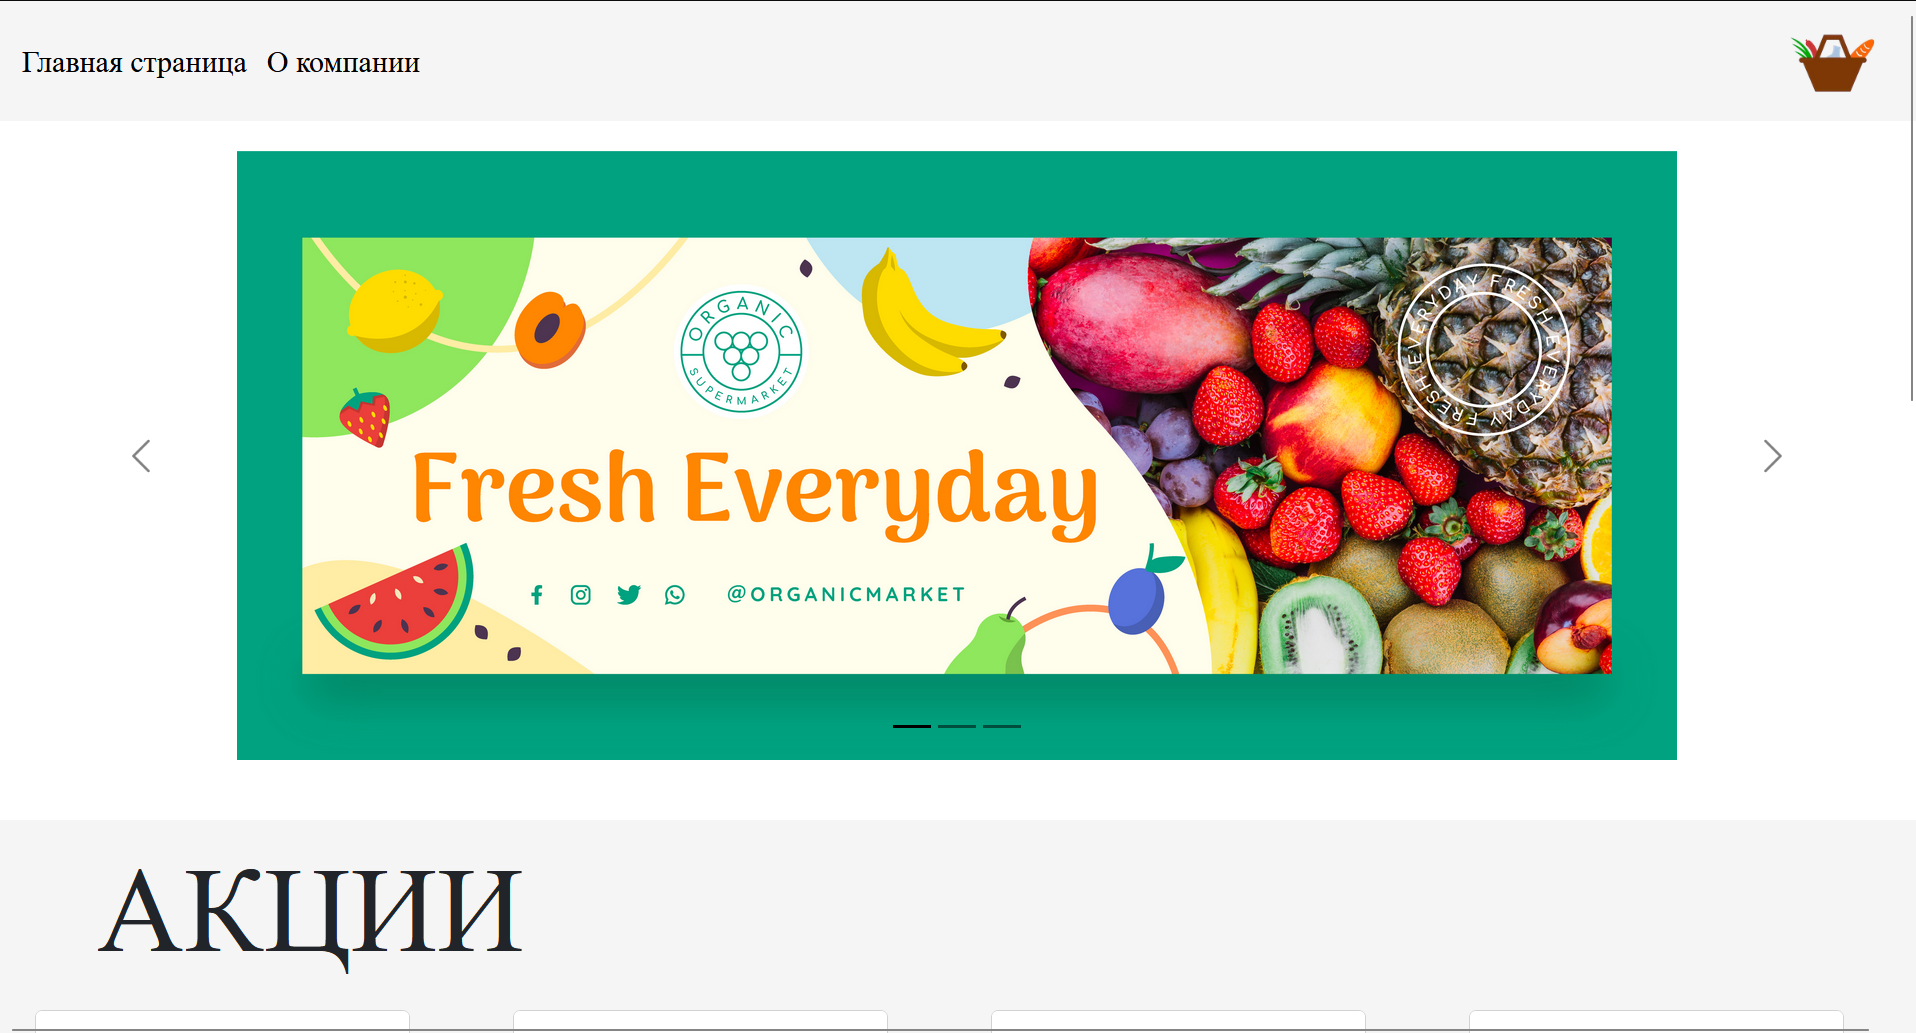 Главная страница О компании
ORGANIC
SUPERMARKET
EVERYDAY FRESH EVERYDAY FRESH
Fresh Everyday
@ORGANICMARKET
АКЦИИ